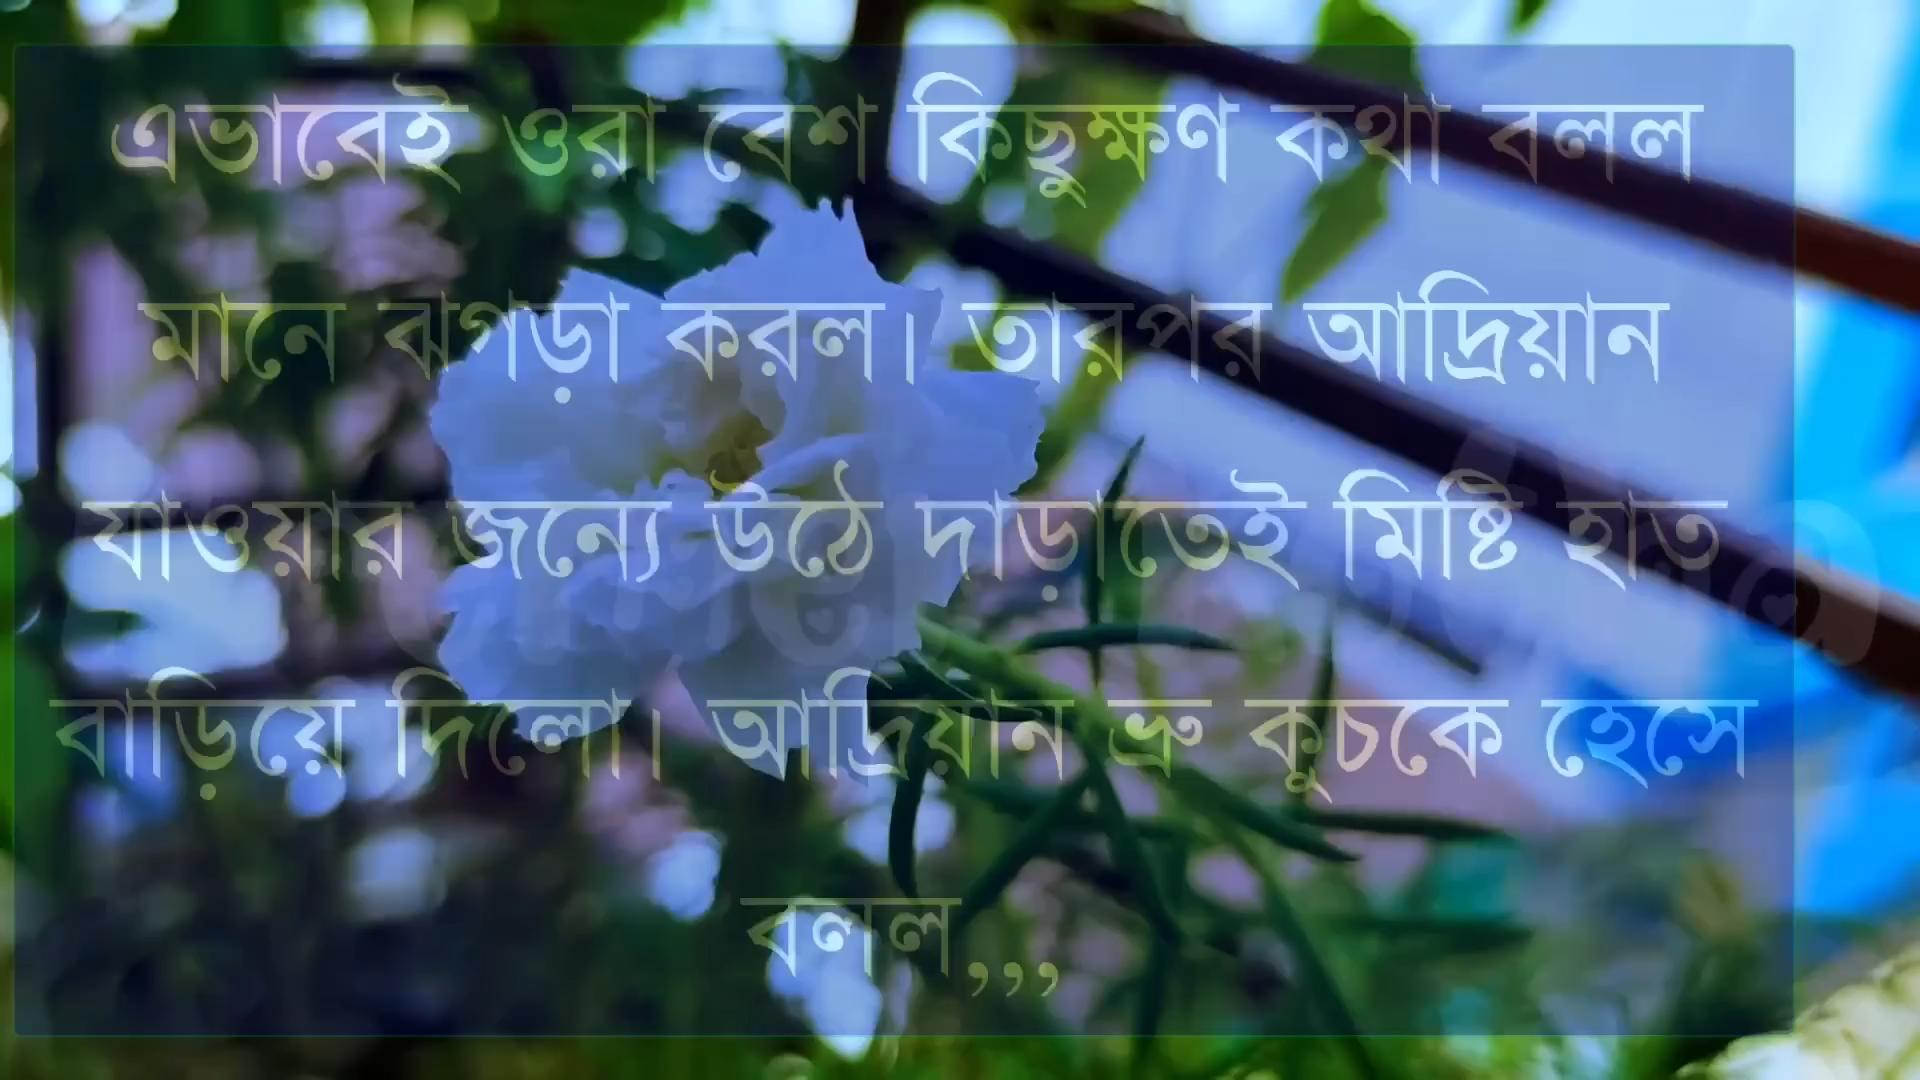 এভাবেই ওরা বেশ কিছুক্ষণ কথা বলল
মানে ঝগড়া করল। তারপর আদ্রিয়ান
যাওয়ার জন্যে উঠে দাড়াতেই মিষ্টি হাত
বাড়িয়ে দিলো। আদ্রিয়ান ভ্রু কুচকে হেসে
বলল,,,